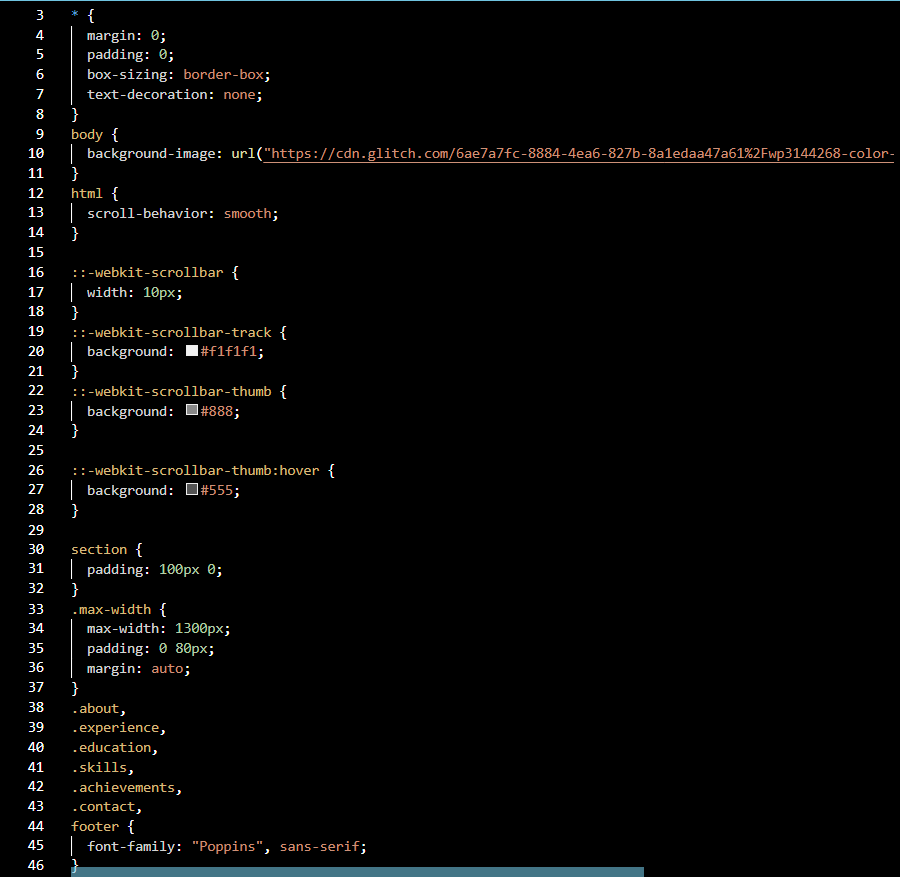 3 * {
4 margin: 0;
5 padding: 0;
6 box-sizing: border-box;
7 text-decoration: none;
8 }
9 body {
10 background-image: url("https://cdn.glitch.com/6ae7a7fc-8884-4ea6-827b-8a1edaa47a61%2Fwp3144268-color-
11 }
12 html {
13 scroll-behavior: smooth;
14 }
15
16 ::-webkit-scrollbar {
17 width: 10px;
18 }
19 ::-webkit-scrollbar-track {
20 background: #f1f1f1;
21 }
22 ::-webkit-scrollbar-thumb {
23 background: #888;
24 }
25
26 ::-webkit-scrollbar-thumb:hover {
27 background: #555;
28 }
29
30 section {
31 padding: 100px 0;
32 }
33 .max-width {
34 max-width: 1300px;
35 padding: 0 80px;
36 margin: auto;
37 }
38 .about,
39 .experience,
40 .education,
41 .skills,
42 .achievements,
43 .contact,
44 footer {
45 font-family: "Poppins", sans-serif;
46 }